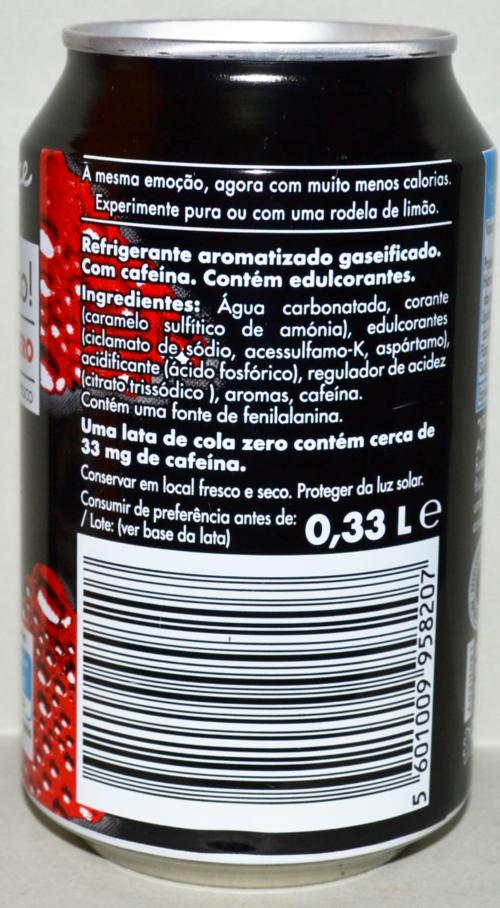 A mesma emoção, agora com muito menos calorias.
Experimente pura ou com uma rodela de limão.
Refrigerante aromatizado gaseificado.
Com cafeína. Contém edulcorantes.
Ingredientes: Água carbonatada, corante
(caramelo sulfítico de amónia), edulcorantes
(ciclamato de sódio, acessulfamo-K, aspártamo),
acidificante (ácido fosfórico), regulador de acidez
(citrato trissódico ), aromas, cafeína.
Contém uma fonte de fenilalanina.
Uma lata de cola zero contém cerca de
33 mg de cafeína.
Conservar em local fresco e seco. Proteger da luz solar.
Consumir de preferência antes de:
/ Lote: (ver base da lata)
0,33 L e
5 601009 958207